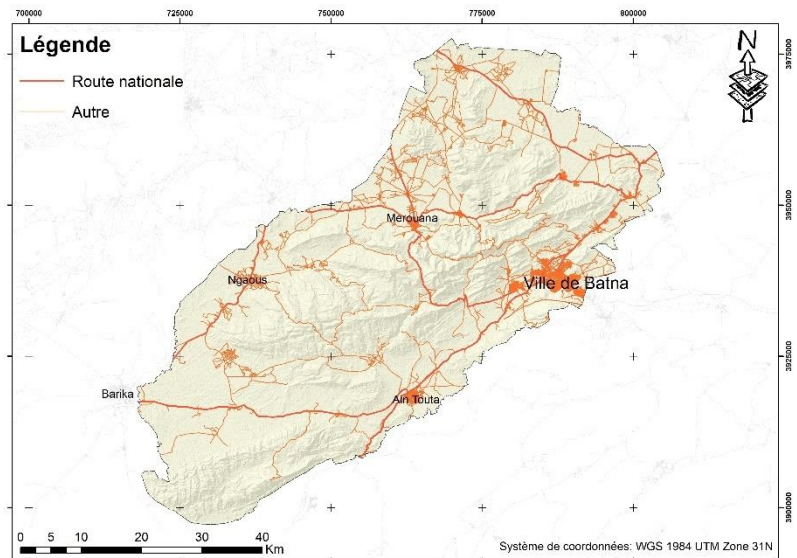 700000 725000 750000 775000 800000
Légende
Route nationale
Autre
N
3975000
3950000
3925000
3900000
Merouana
Ngaous
Ville de Batna
Barika
Ain Touta
0 5 10 20 30 40
Km
Système de coordonnées: WGS 1984 UTM Zone 31N